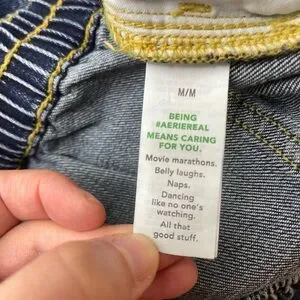 M/M
BEING
#AERIEREAL
MEANS CARING
FOR YOU.
Movie marathons.
Belly laughs.
Naps.
Dancing
like no one's
watching.
All that
good stuff.